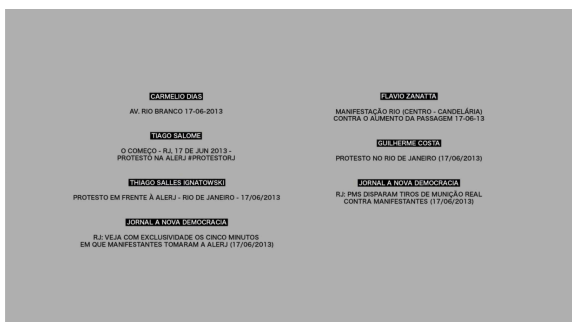 CARMELIO DIAS
AV. RIO BRANCO 17-06-2013
TIAGO SALOME
O COMEÇO - RJ, 17 DE JUN 2013 -
PROTESTO NA ALERJ #PROTESTORJ
THIAGO SALLES IGNATOWSKI
PROTESTO EM FRENTE À ALERJ - RIO DE JANEIRO - 17/06/2013
JORNAL A NOVA DEMOCRACIA
RJ: VEJA COM EXCLUSIVIDADE OS CINCO MINUTOS
EM QUE MANIFESTANTES TOMARAM A ALERJ (17/06/2013)
FLAVIO ZANATTA
MANIFESTAÇÃO RIO (CENTRO - CANDELÁRIA)
CONTRA O AUMENTO DA PASSAGEM 17-06-13
GUILHERME COSTA
PROTESTO NO RIO DE JANEIRO (17/06/2013)
JORNAL A NOVA DEMOCRACIA
RJ: PMS DISPARAM TIROS DE MUNIÇÃO REAL
CONTRA MANIFESTANTES (17/06/2013)